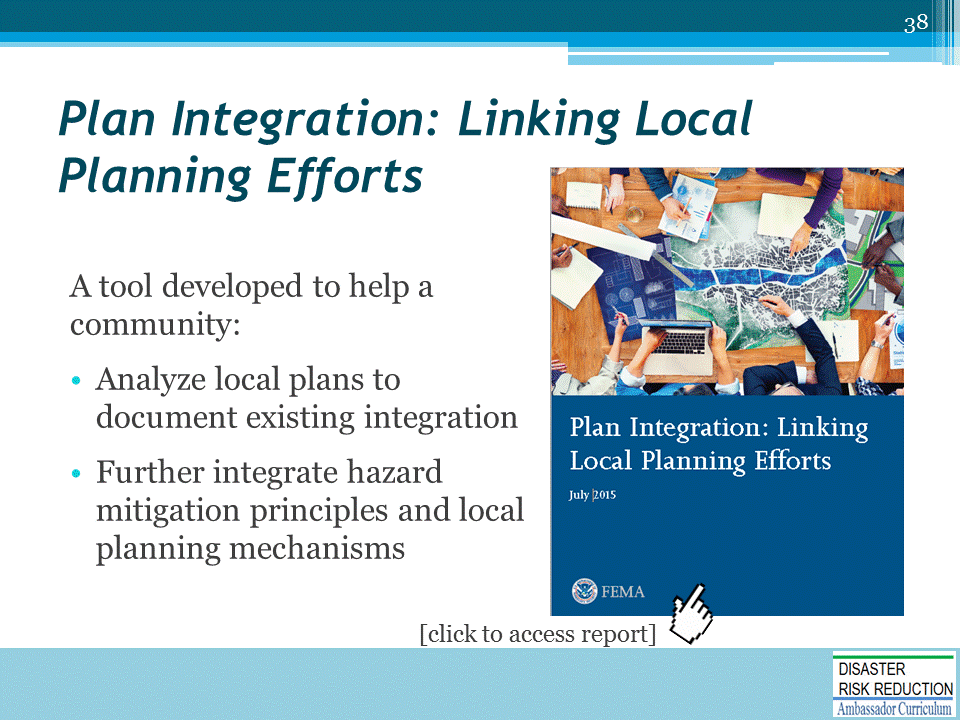 38
Plan Integration: Linking Local
Planning Efforts
A tool developed to help a
community:
• Analyze local plans to
document existing integration
• Further integrate hazard
mitigation principles and local
planning mechanisms
Plan Integration: Linking
Local Planning Efforts
July | 2015
FEMA
[click to access report]
DISASTER
RISK REDUCTION
Ambassador Curriculum